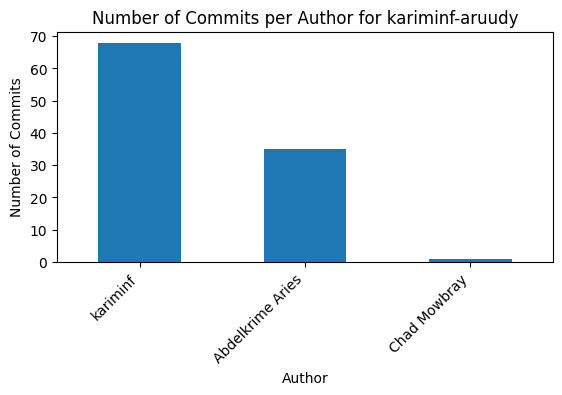 Number of Commits per Author for kariminf-aruudy
Number of Commits
70
60
50
40
30
20
10
0
kariminf
Abdelkrime Aries
Chad Mowbray
Author